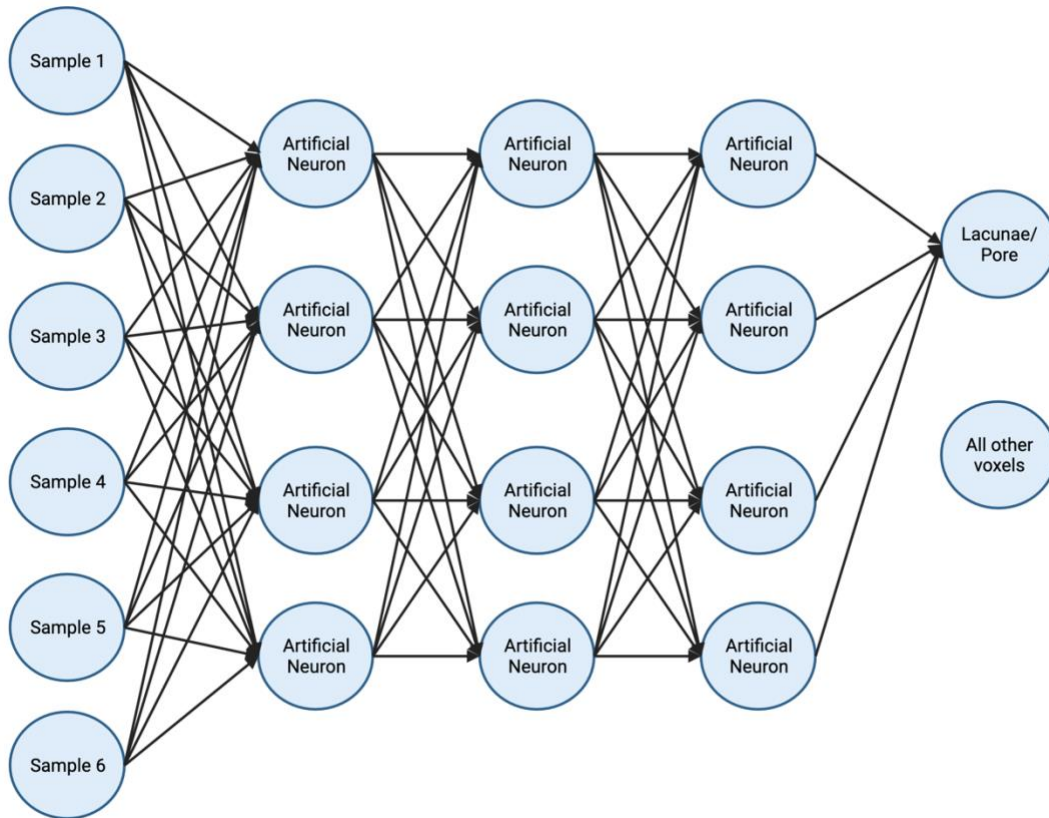 Sample 1
Sample 2
Sample 3
Sample 4
Sample 5
Sample 6
Artificial
Neuron
Artificial
Neuron
Artificial
Neuron
Artificial
Neuron
Artificial
Neuron
Artificial
Neuron
Artificial
Neuron
Artificial
Neuron
Artificial
Neuron
Artificial
Neuron
Artificial
Neuron
Artificial
Neuron
Lacunae/
Pore
All other
voxels